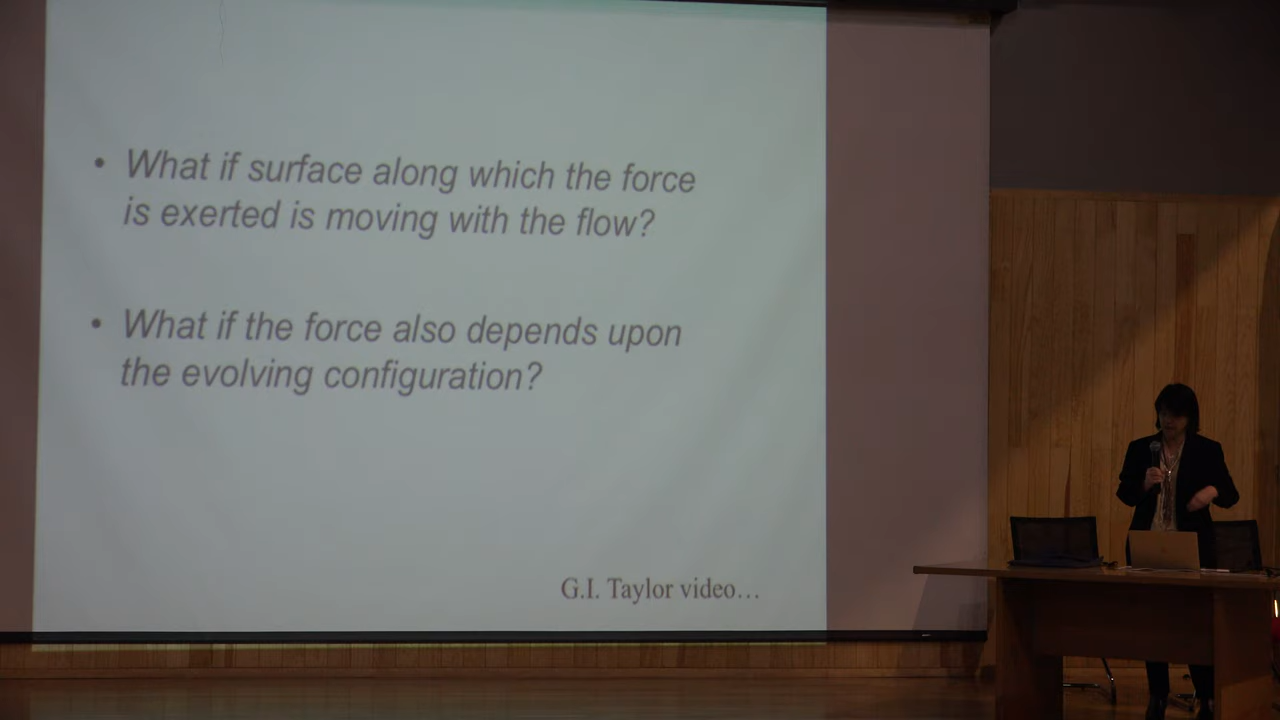 • What if surface along which the force
is exerted is moving with the flow?
• What if the force also depends upon
the evolving configuration?
G.I. Taylor video…